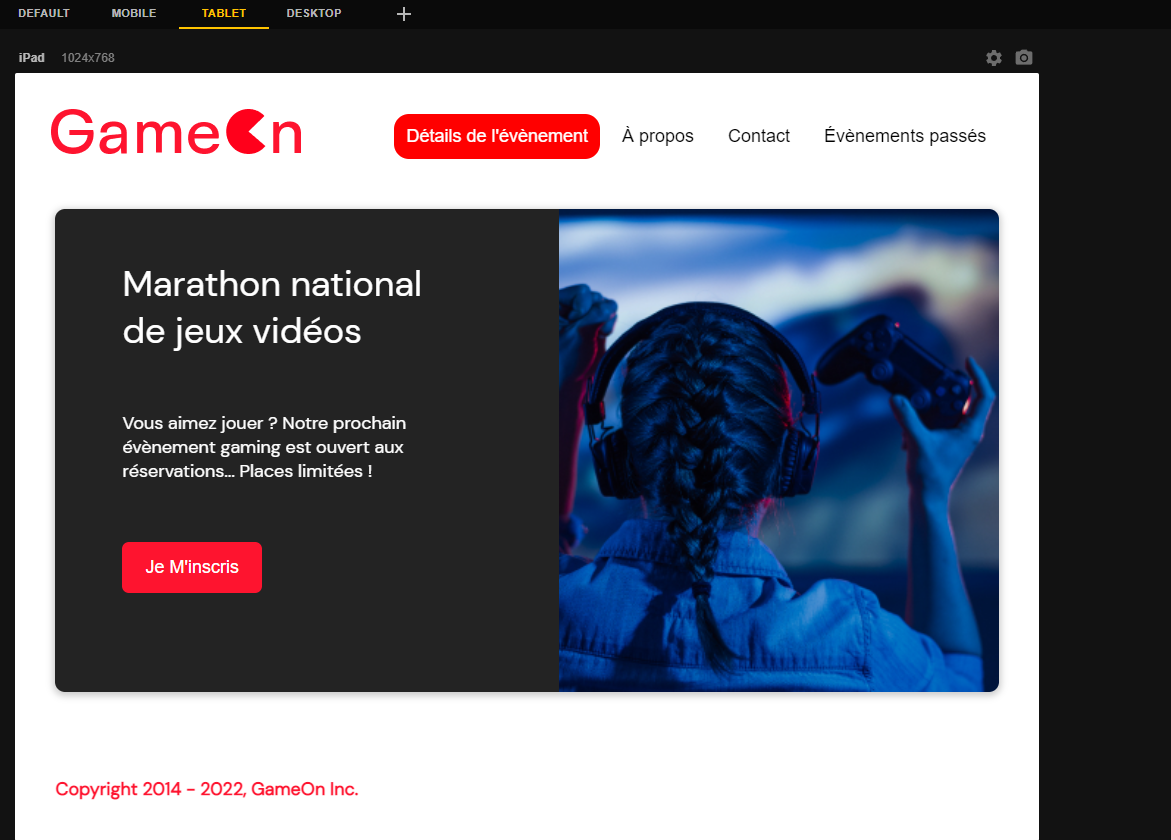 DEFAULT MOBILE TABLET DESKTOP +
iPad 1024x768
GameOn
Détails de l'évènement À propos Contact Évènements passés
Marathon national
de jeux vidéos
Vous aimez jouer ? Notre prochain
évènement gaming est ouvert aux
réservations... Places limitées !
Je M'inscris
Copyright 2014 - 2022, GameOn Inc.